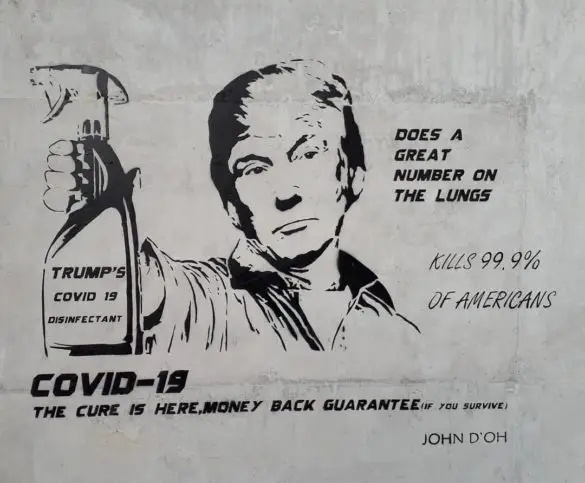 DOES A
GREAT
NUMBER ON
THE LUNGS
KILLS 99.9%
OF AMERICANS
TRUMP'S
COVID 19
DISINFECTANT
COVID-19
THE CURE IS HERE,MONEY BACK GUARANTEE(IF YOU SURVIVE)
JOHN D'OH